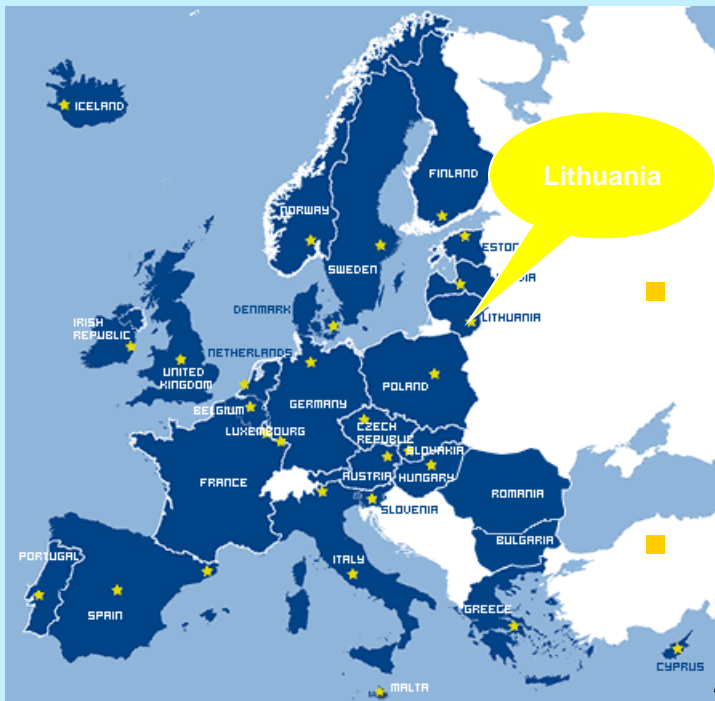 ICELAND
Lithuania
FINLAND
NORWAY
SWEDEN
DENMARK
LITHUANIA
IRISH
REPUBLIC
NETHERLANDS
UNITED
KINGDOM
POLAND
BELGIUM
GERMANY
LUXEMBOURG
CZECH
REPUBLIC
SLOVAKIA
AUSTRIA
HUNGARY
FRANCE
ROMANIA
SLOVENIA
BULGARIA
PORTUGAL
ITALY
SPAIN
GREECE
CYPRUS
MALTA